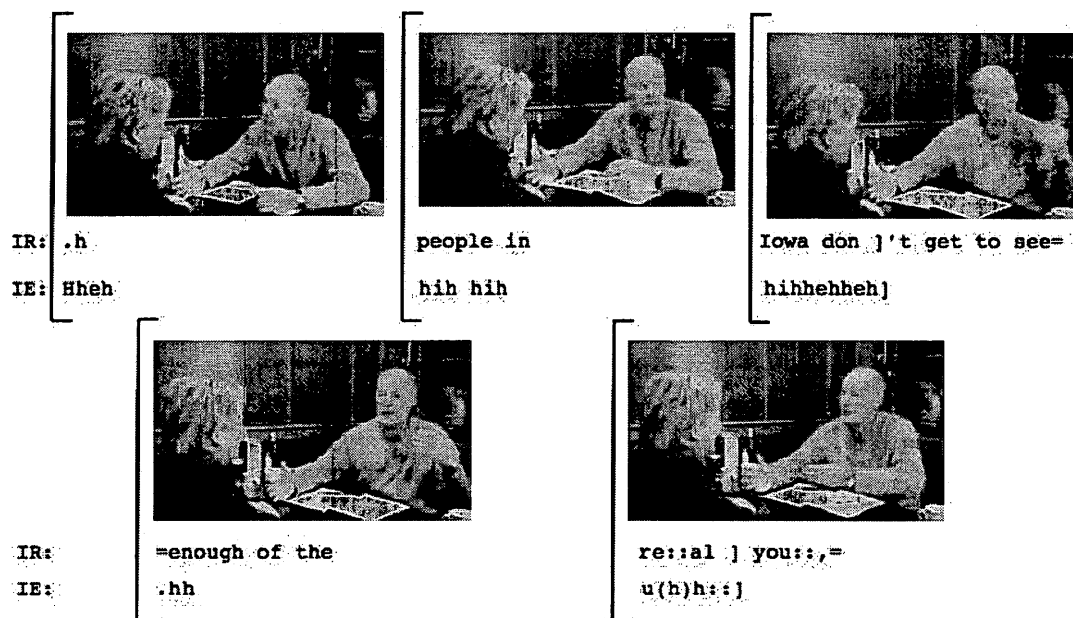 IR: .h people in Iowa don ]'t get to see=
IE: Hheh hih hih hihhehheh]
IR: =enough of the re::al ] you::,=
IE: .hh u(h)h::]